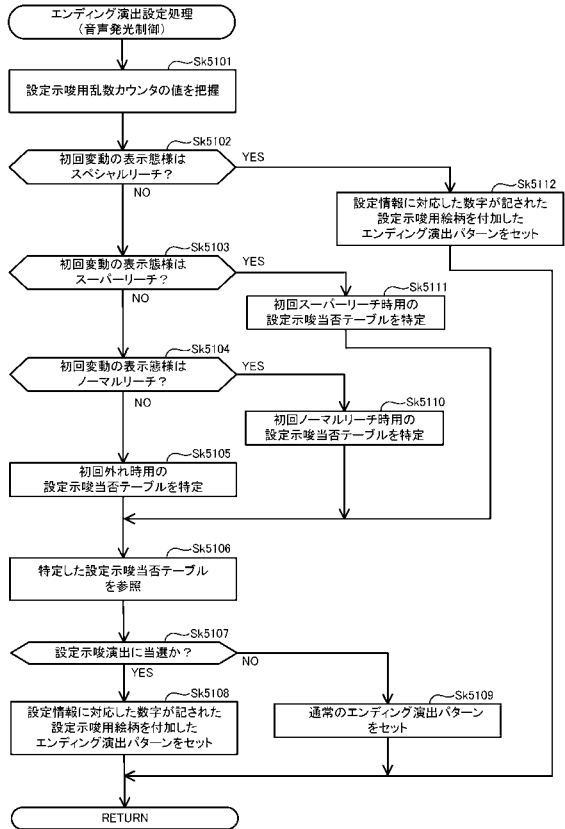 エンディング演出設定処理
(音声発光制御)
Sk5101
設定示唆用乱数カウンタの値を把握
Sk5102
初回変動の表示態様は
スペシャルリーチ?
YES
NO
Sk5112
設定情報に対応した数字が記された
設定示唆用絵柄を付加した
エンディング演出パターンをセット
Sk5103
初回変動の表示態様は
スーパーリーチ?
YES
NO
Sk5111
初回スーパーリーチ時用の
設定示唆当否テーブルを特定
Sk5104
初回変動の表示態様は
ノーマルリーチ?
YES
NO
Sk5110
初回ノーマルリーチ時用の
設定示唆当否テーブルを特定
Sk5105
初回外れ時用の
設定示唆当否テーブルを特定
Sk5106
特定した設定示唆当否テーブル
を参照
Sk5107
設定示唆演出に当選か?
NO
YES
Sk5108
設定情報に対応した数字が記された
設定示唆用絵柄を付加した
エンディング演出パターンをセット
Sk5109
通常のエンディング演出パターン
をセット
RETURN